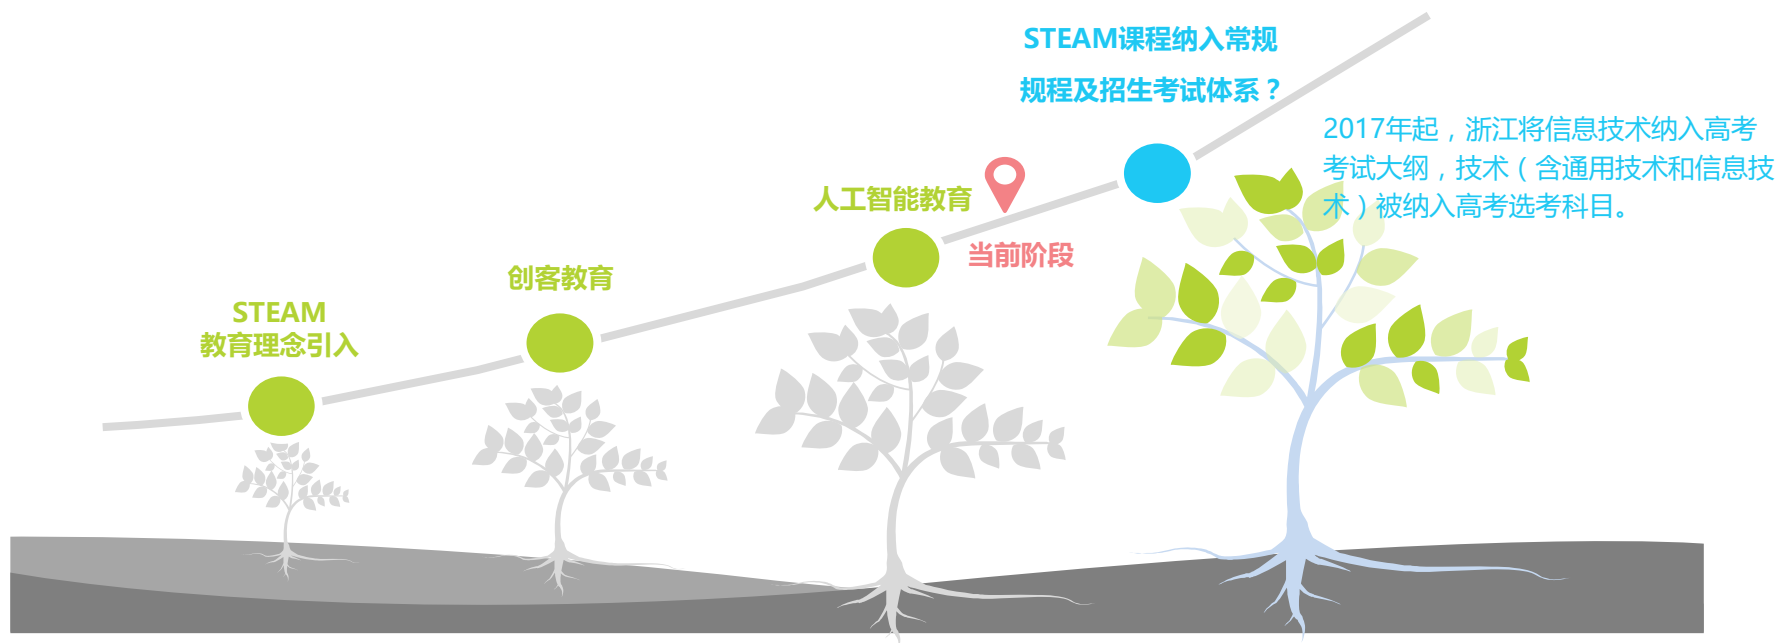 STEAM
教育理念引入
创客教育
人工智能教育
当前阶段
STEAM课程纳入常规
规程及招生考试体系？
2017年起，浙江将信息技术纳入高考
考试大纲，技术（含通用技术和信息技
术）被纳入高考选考科目。